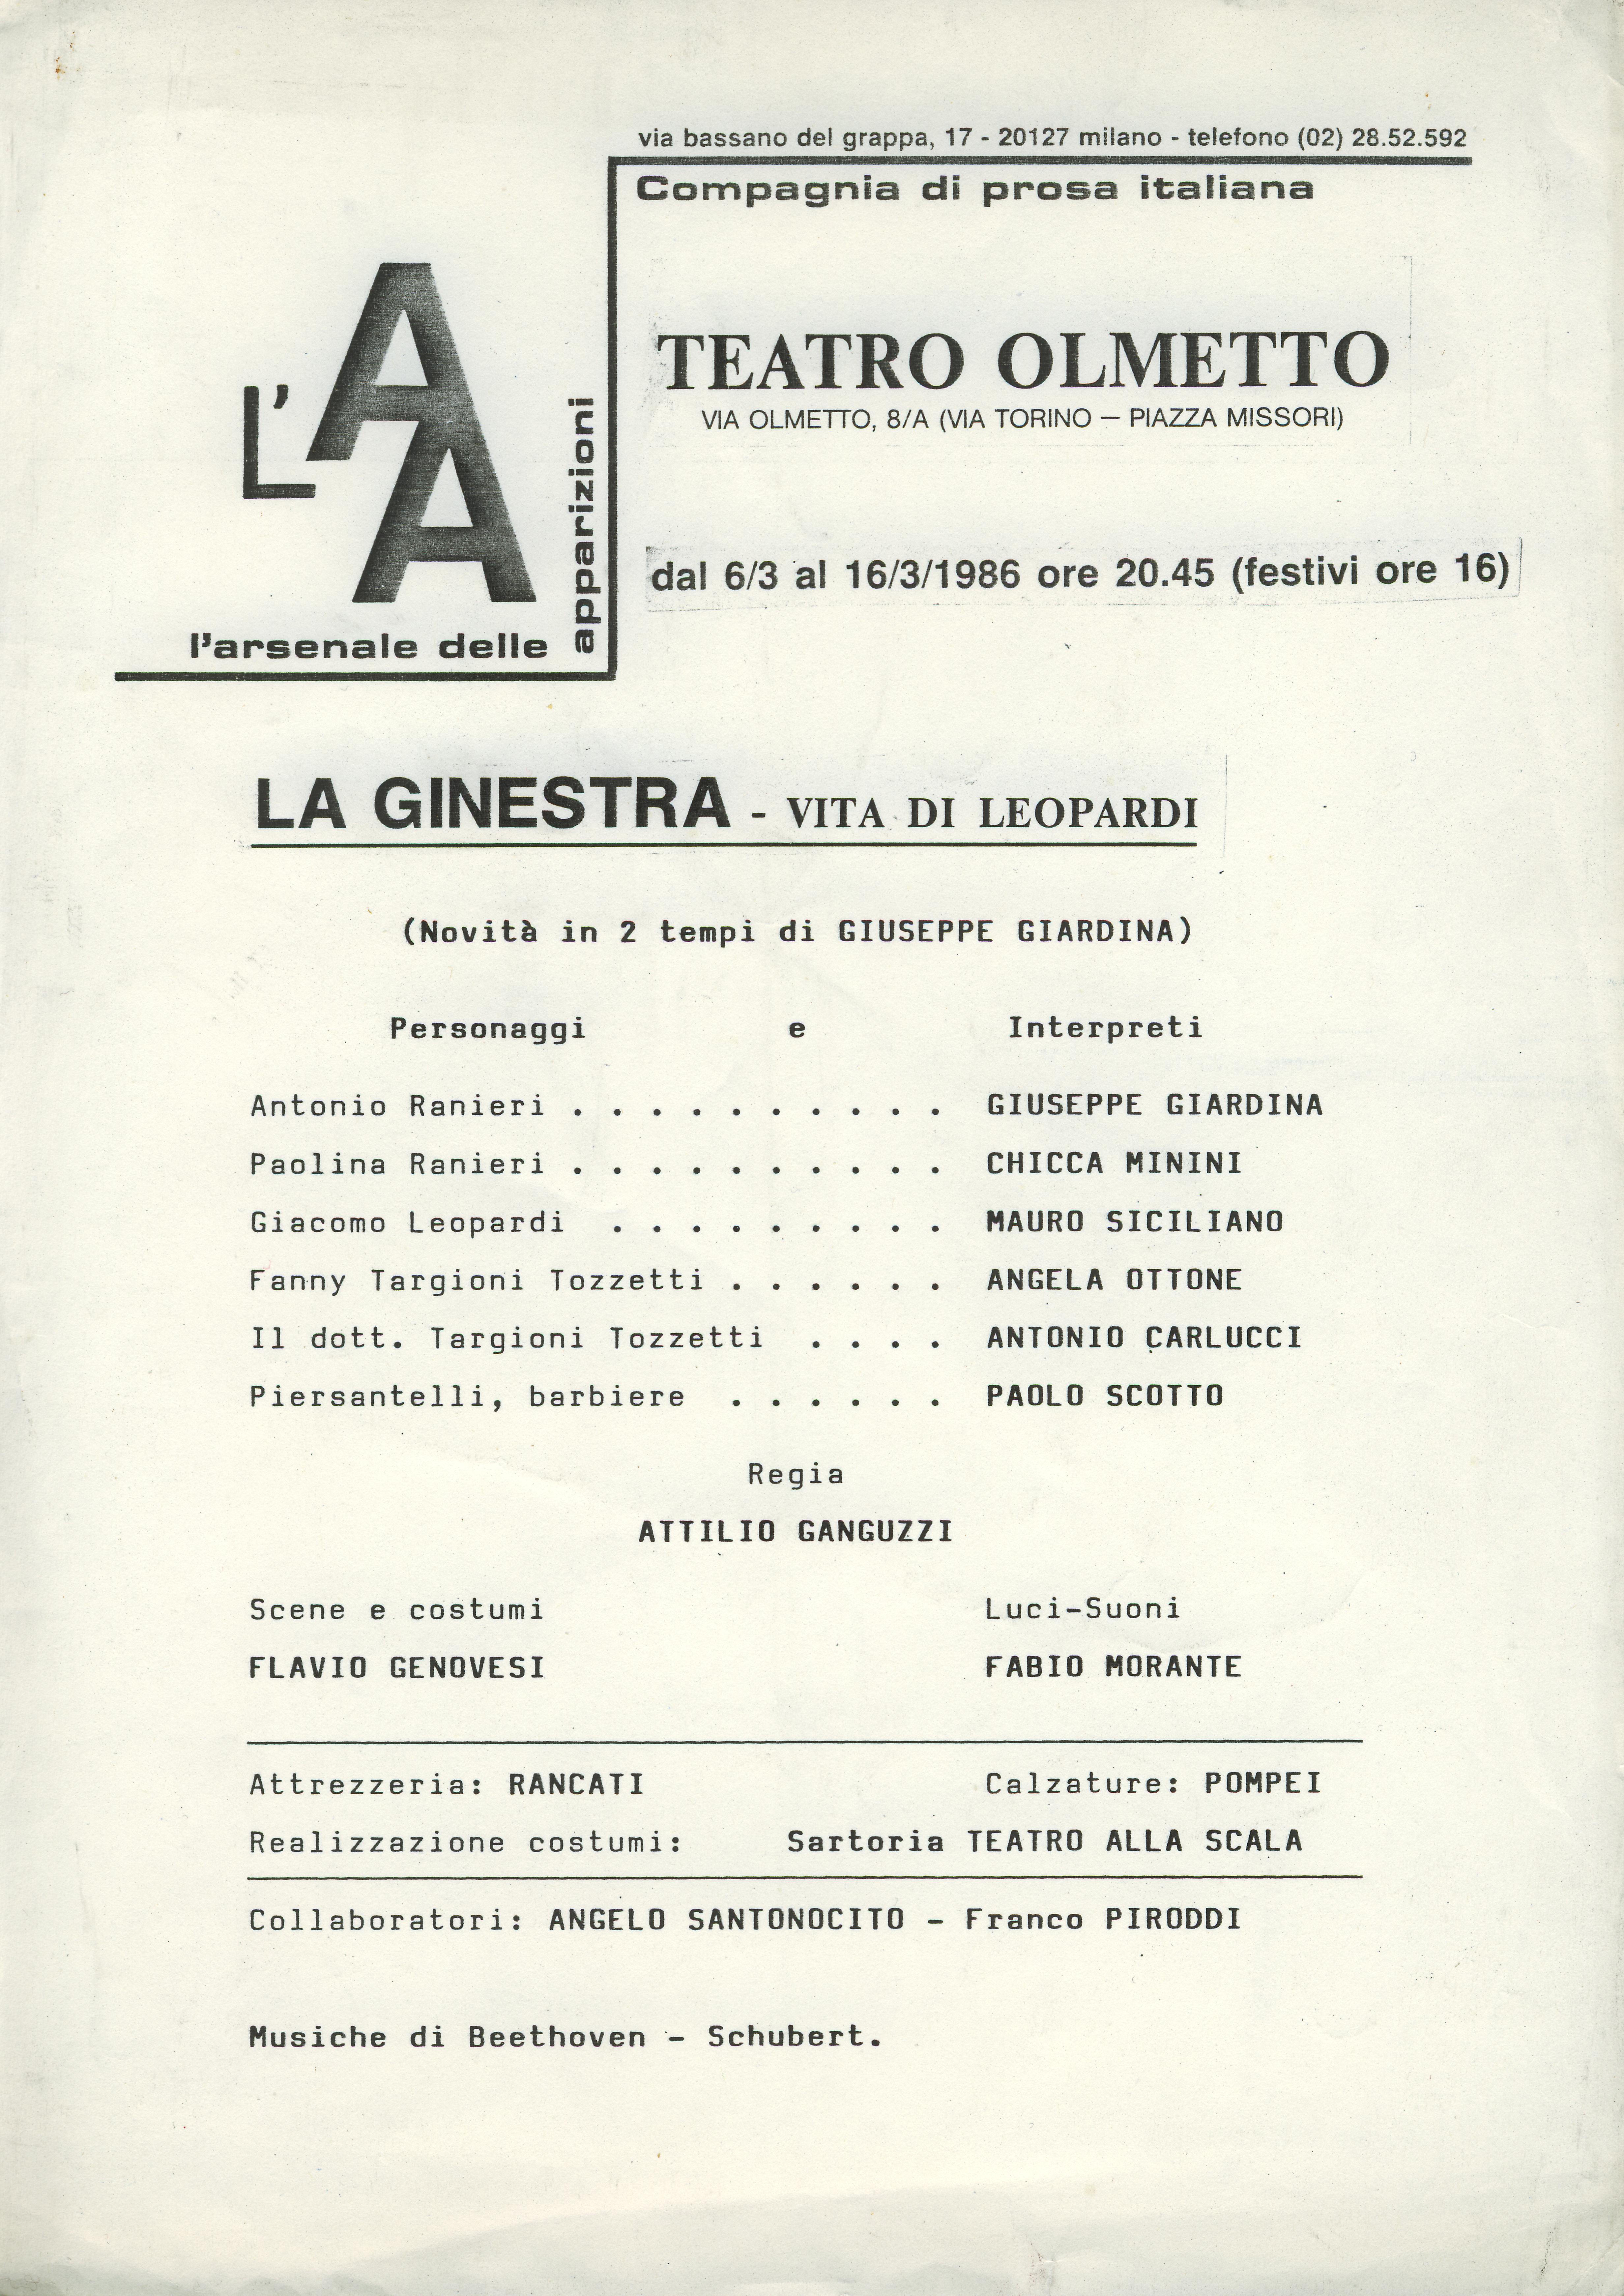 via bassano del grappa, 17 - 20127 milano - telefono (02) 28.52.592
Compagnia di prosa italiana
L'AA
l'arsenale delle apparizioni
TEATRO OLMETTO
VIA OLMETTO, 8/A (VIA TORINO — PIAZZA MISSORI)
dal 6/3 al 16/3/1986 ore 20.45 (festivi ore 16)
LA GINESTRA - VITA DI LEOPARDI
(Novità in 2 tempi di GIUSEPPE GIARDINA)
Personaggi e Interpreti
Antonio Ranieri . . . . . . . . . . GIUSEPPE GIARDINA
Paolina Ranieri . . . . . . . . . . CHICCA MININI
Giacomo Leopardi . . . . . . . . . MAURO SICILIANO
Fanny Targioni Tozzetti . . . . . . ANGELA OTTONE
Il dott. Targioni Tozzetti . . . . ANTONIO CARLUCCI
Piersantelli, barbiere . . . . . . PAOLO SCOTTO
Regia
ATTILIO GANGUZZI
Scene e costumi Luci-Suoni
FLAVIO GENOVESI FABIO MORANTE
Attrezzeria: RANCATI Calzature: POMPEI
Realizzazione costumi: Sartoria TEATRO ALLA SCALA
Collaboratori: ANGELO SANTONOCITO - Franco PIRODDI
Musiche di Beethoven - Schubert.